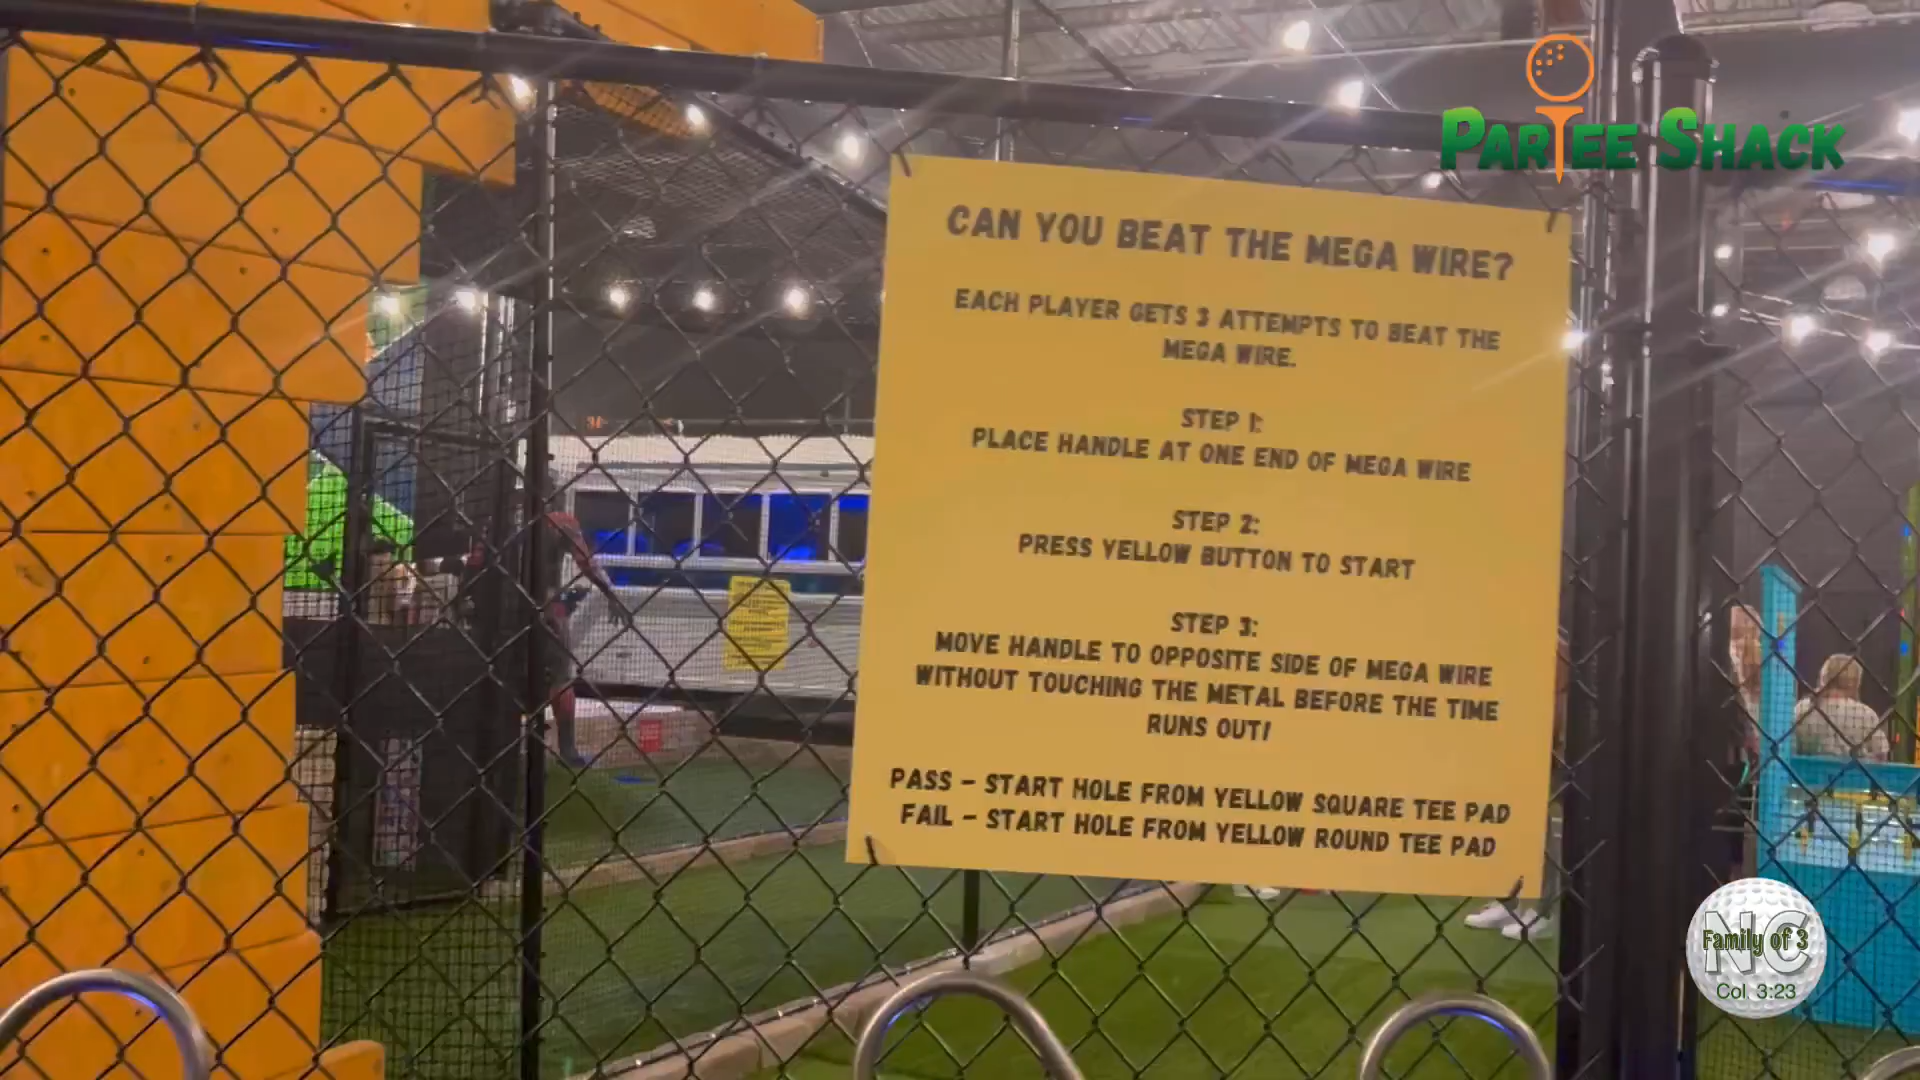 ParTee Shack
CAN YOU BEAT THE MEGA WIRE?
EACH PLAYER GETS 3 ATTEMPTS TO BEAT THE
MEGA WIRE.
STEP 1:
PLACE HANDLE AT ONE END OF MEGA WIRE
STEP 2:
PRESS YELLOW BUTTON TO START
STEP 3:
MOVE HANDLE TO OPPOSITE SIDE OF MEGA WIRE
WITHOUT TOUCHING THE METAL BEFORE THE TIME
RUNS OUT!
PASS - START HOLE FROM YELLOW SQUARE TEE PAD
FAIL - START HOLE FROM YELLOW ROUND TEE PAD
NC
Family of 3
Col. 3:23